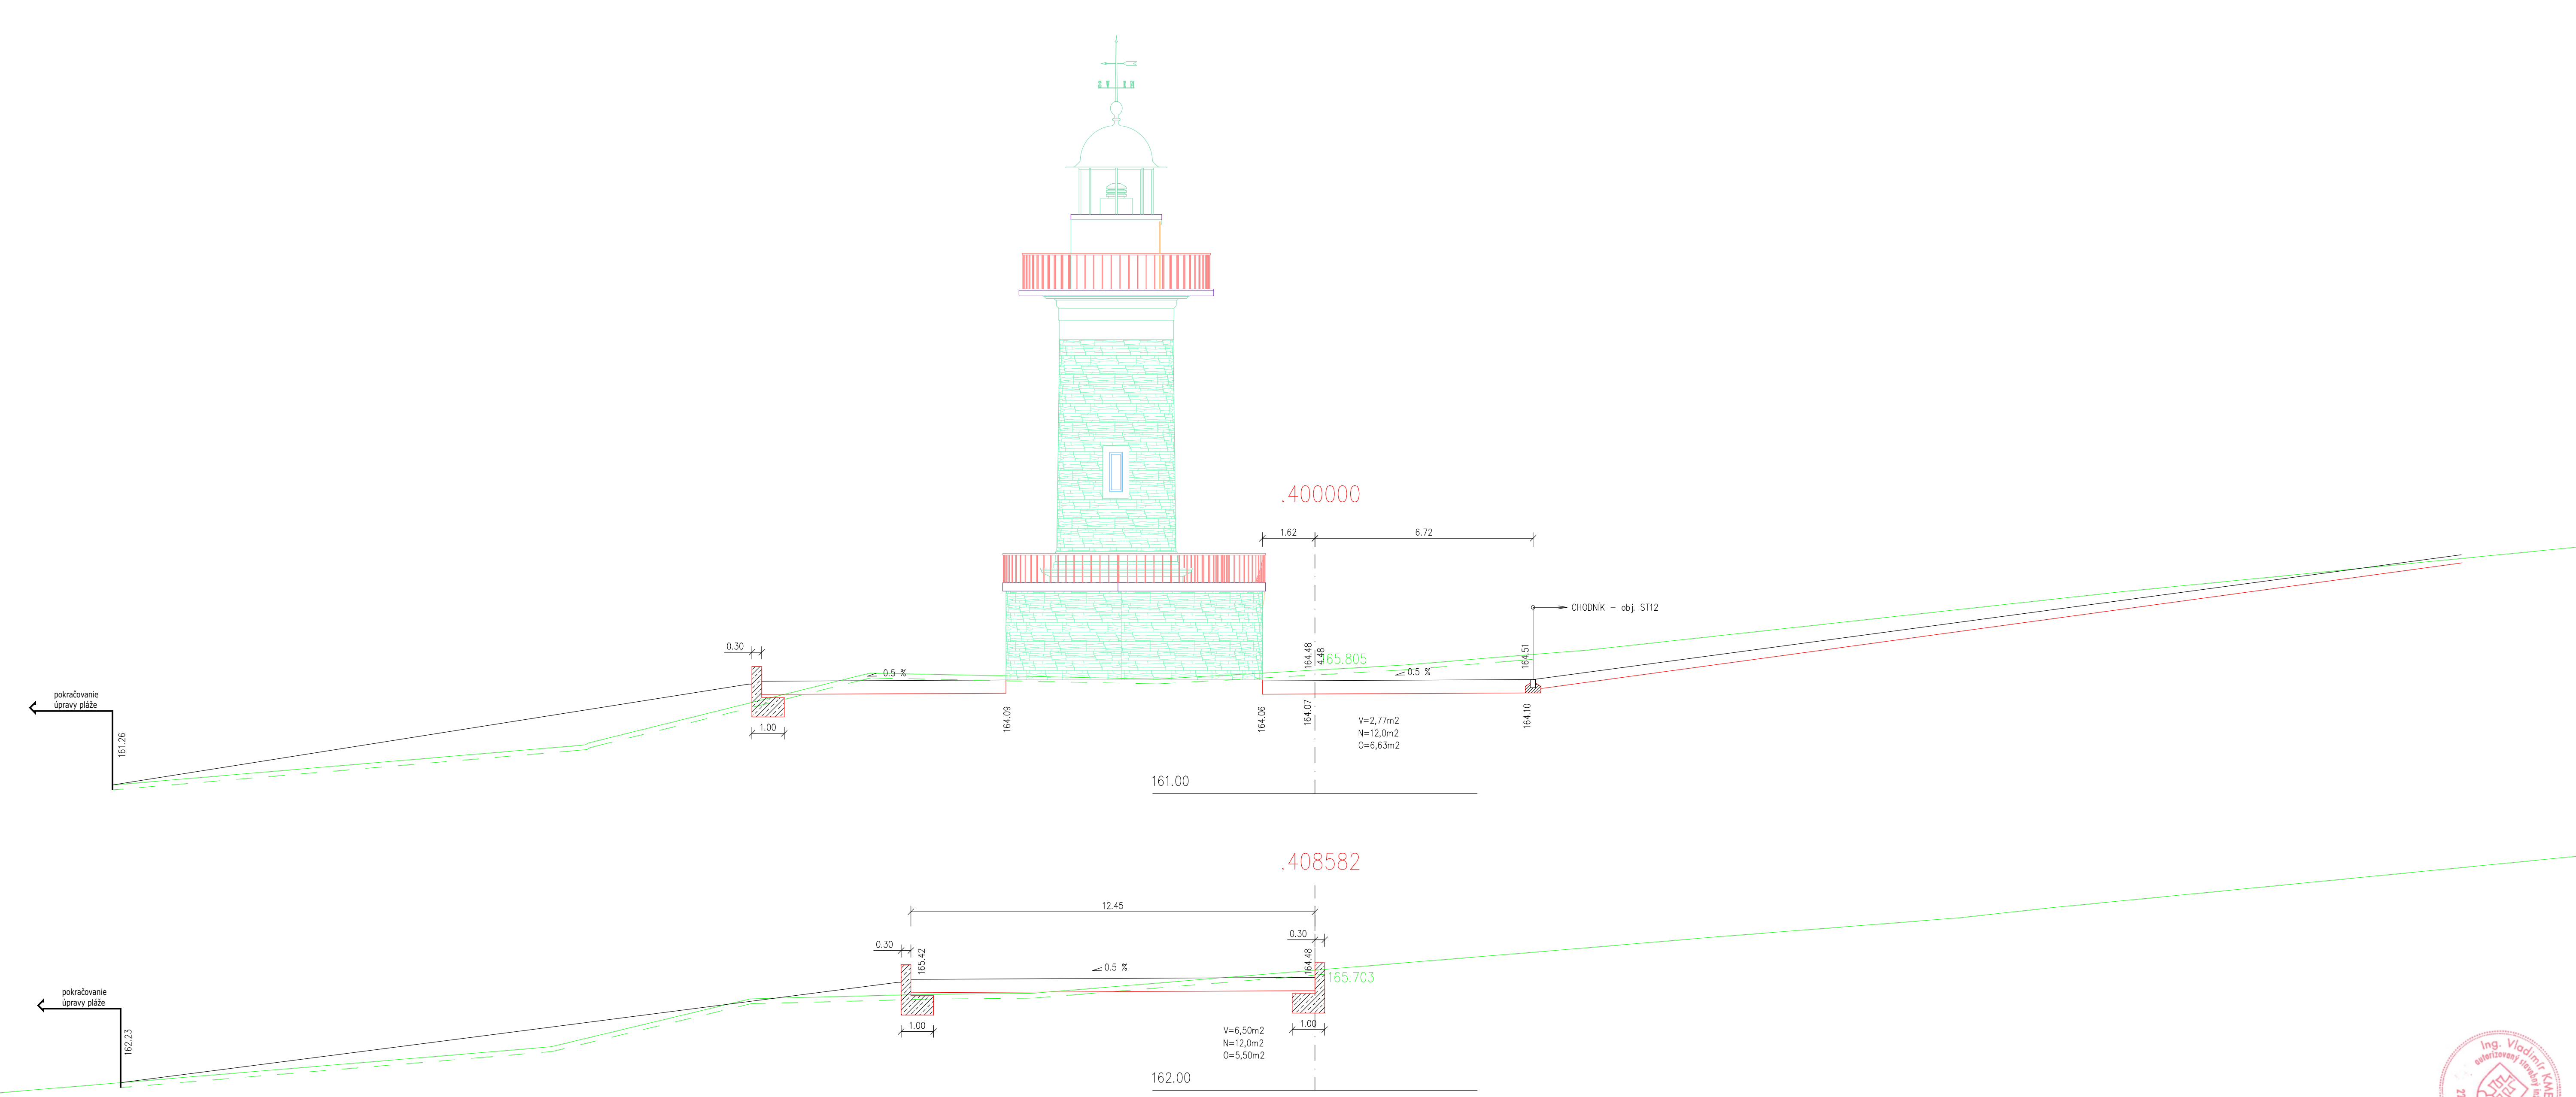 .400000
1.62
6.72
CHODNÍK – obj. ST12
0.30
164.48
4.48
65.805
164.51
0.5 %
0.5 %
pokračovanie
úpravy pláže
161.26
1.00
164.09
164.06
164.07
164.10
V=2,77m2
N=12,0m2
O=6,63m2
161.00
.408582
12.45
0.30
0.30
165.42
164.48
0.5 %
165.703
pokračovanie
úpravy pláže
162.23
1.00
1.00
V=6,50m2
N=12,0m2
O=5,50m2
162.00
Ing. Vladimír
autorizovaný stavebný